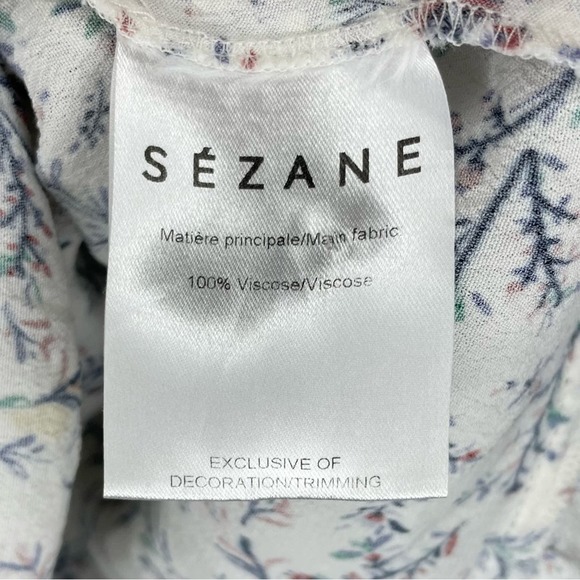 SÉZANE
Matière principale/Main fabric
100% Viscose/Viscose
EXCLUSIVE OF
DECORATION/TRIMMING